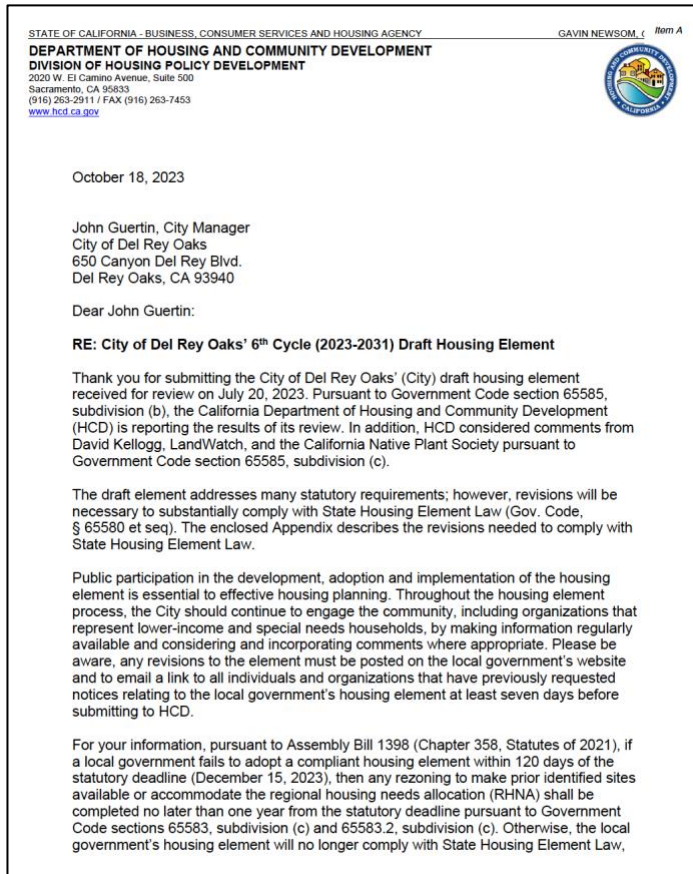 STATE OF CALIFORNIA - BUSINESS, CONSUMER SERVICES AND HOUSING AGENCY GAVIN NEWSOM, Item A
DEPARTMENT OF HOUSING AND COMMUNITY DEVELOPMENT
DIVISION OF HOUSING POLICY DEVELOPMENT
2020 W. El Camino Avenue, Suite 500
Sacramento, CA 95833
(916) 263-2911 / FAX (916) 263-7453
www.hcd.ca.gov
HOUSING AND COMMUNITY DEVELOPMENT
CALIFORNIA
October 18, 2023
John Guertin, City Manager
City of Del Rey Oaks
650 Canyon Del Rey Blvd.
Del Rey Oaks, CA 93940
Dear John Guertin:
RE: City of Del Rey Oaks' 6th Cycle (2023-2031) Draft Housing Element
Thank you for submitting the City of Del Rey Oaks' (City) draft housing element
received for review on July 20, 2023. Pursuant to Government Code section 65585,
subdivision (b), the California Department of Housing and Community Development
(HCD) is reporting the results of its review. In addition, HCD considered comments from
David Kellogg, LandWatch, and the California Native Plant Society pursuant to
Government Code section 65585, subdivision (c).
The draft element addresses many statutory requirements; however, revisions will be
necessary to substantially comply with State Housing Element Law (Gov. Code,
§ 65580 et seq). The enclosed Appendix describes the revisions needed to comply with
State Housing Element Law.
Public participation in the development, adoption and implementation of the housing
element is essential to effective housing planning. Throughout the housing element
process, the City should continue to engage the community, including organizations that
represent lower-income and special needs households, by making information regularly
available and considering and incorporating comments where appropriate. Please be
aware, any revisions to the element must be posted on the local government's website
and to email a link to all individuals and organizations that have previously requested
notices relating to the local government's housing element at least seven days before
submitting to HCD.
For your information, pursuant to Assembly Bill 1398 (Chapter 358, Statutes of 2021), if
a local government fails to adopt a compliant housing element within 120 days of the
statutory deadline (December 15, 2023), then any rezoning to make prior identified sites
available or accommodate the regional housing needs allocation (RHNA) shall be
completed no later than one year from the statutory deadline pursuant to Government
Code sections 65583, subdivision (c) and 65583.2, subdivision (c). Otherwise, the local
government's housing element will no longer comply with State Housing Element Law,